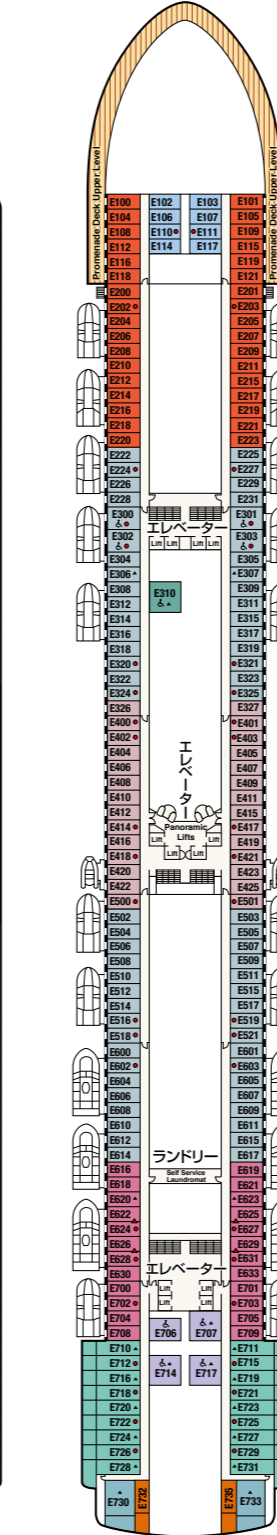 Promenade Deck Upper Level
Promenade Deck Upper Level
E100 E102 E103 E101
E104 E106 E107 E105
E108 E110 E111 E109
E112 E114 E117 E115
E116 E119
E118 E121
E200 E201
E202 E203
E204 E205
E206 E207
E208 E209
E210 E211
E212 E215
E214 E217
E216 E219
E218 E221
E220 E223
E222 E225
E224 E227
E226 E229
E228 E231
E300 E301
エレベーター
E302 Lift Lift Lift Lift E303
E304 E305
E306 E307
E308 E310 E309
E312 E311
E314 E315
E316 E317
E318 E319
E320 E321
E322 E323
E324 E325
E326 E327
E400 E401
E402 E403
E404 エレベーター E405
E406 E407
E408 E409
E410 E411
E412 E415
E414 Panoramic Lifts E417
E416 Lift Lift E419
E418 Lift Lift E421
E420 E423
E422 E425
E500 E501
E502 E503
E504 E505
E506 E507
E508 E509
E510 E511
E512 E515
E514 E517
E516 E519
E518 E521
E600 E601
E602 E603
E604 E605
E606 E607
E608 E609
E610 E611
E612 E615
E614 ランドリー E617
E616 Self Service Laundromat E619
E618 E621
E620 E623
E622 E625
E624 E627
E626 E629
E628 エレベーター E631
E630 Lift Lift E633
E700 Lift Lift E701
E702 E703
E704 E706 E707 E705
E708 E709
E710 E711
E712 E714 E717 E715
E716 E719
E718 E721
E720 E723
E722 E725
E724 E727
E726 E729
E728 E731
E730 E732 E735 E733